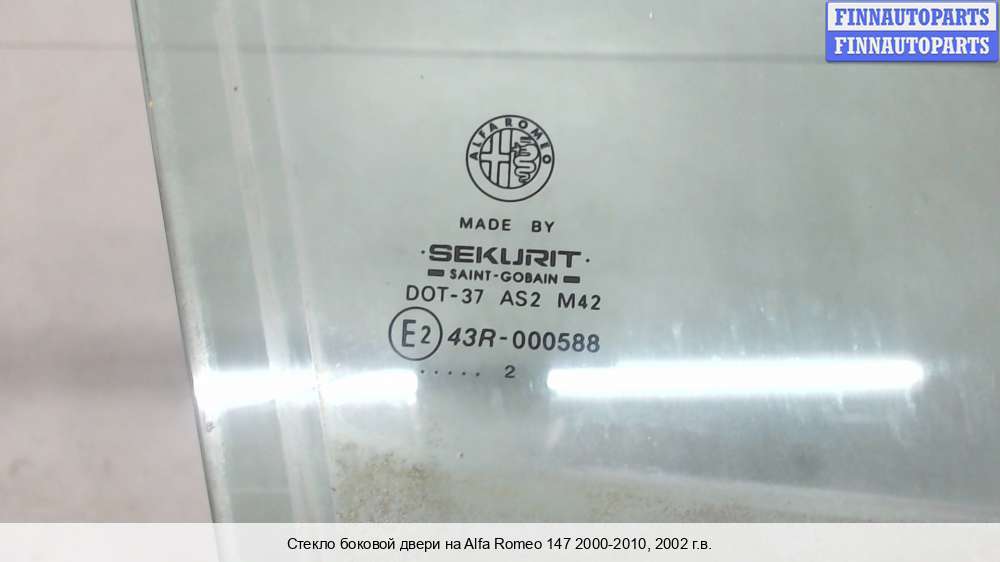 FINNAUTOPARTS
FINNAUTOPARTS
ALFA ROMEO
MADE BY
·SEKURIT·
SAINT-GOBAIN
DOT-37 AS2 M42
E2 43R-000588
..... 2
Стекло боковой двери на Alfa Romeo 147 2000-2010, 2002 г.в.